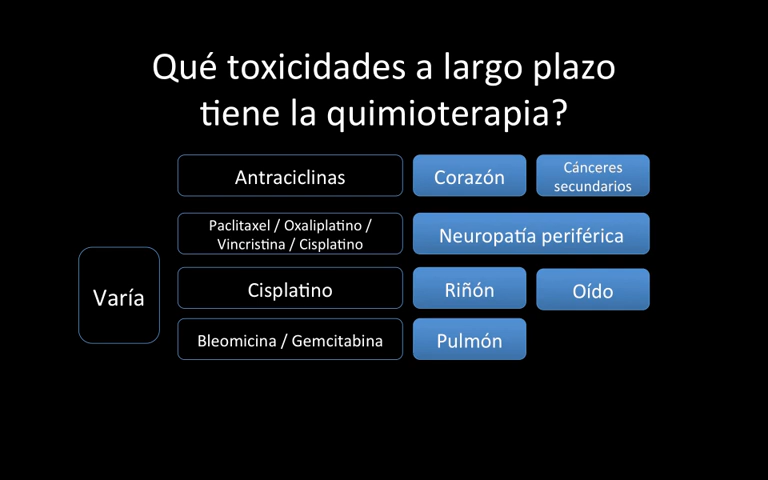 Qué toxicidades a largo plazo
tiene la quimioterapia?
Antraciclinas
Corazón
Cánceres
secundarios
Paclitaxel / Oxaliplatino /
Vincristina / Cisplatino
Neuropatía periférica
Varía
Cisplatino
Riñón
Oído
Bleomicina / Gemcitabina
Pulmón